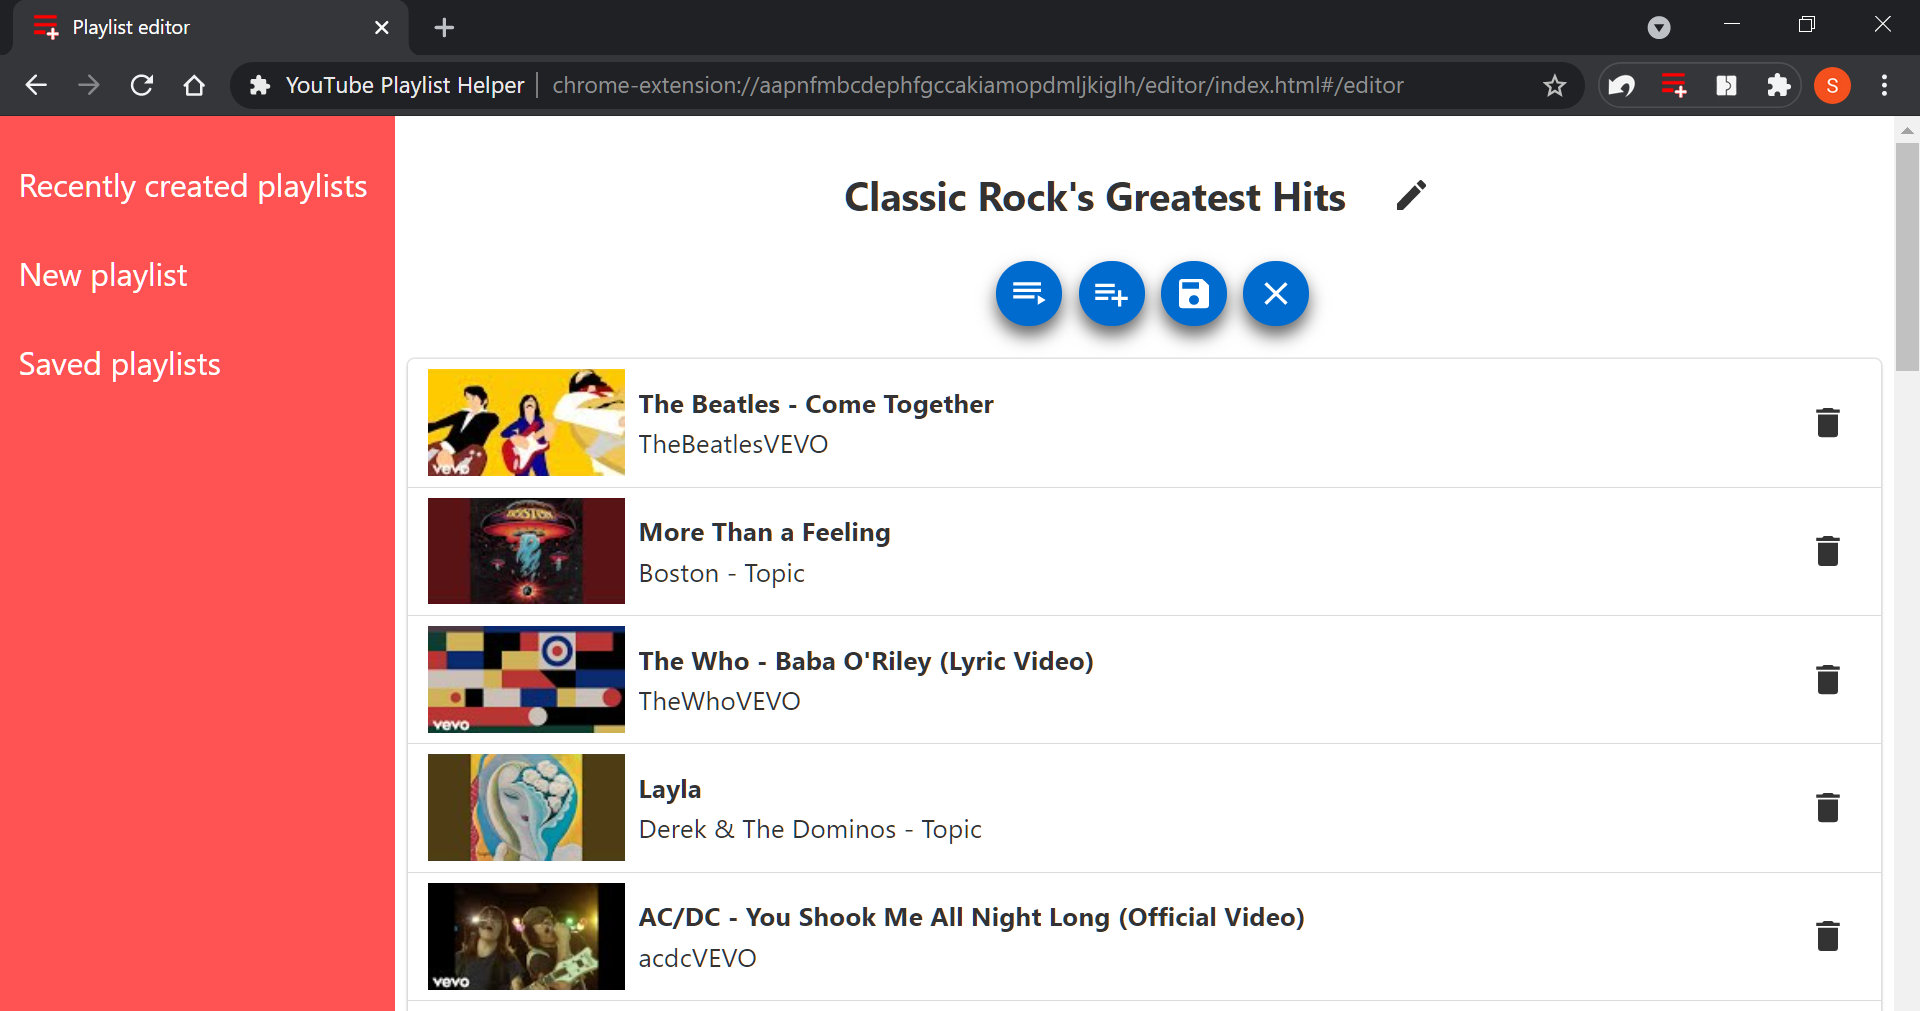 Playlist editor
YouTube Playlist Helper
chrome-extension://aapnfmbcdephfgccakiamopdmljkiglh/editor/index.html#/editor
S
Recently created playlists
New playlist
Saved playlists
Classic Rock's Greatest Hits
vevo
The Beatles - Come Together
TheBeatlesVEVO
BOSTON
More Than a Feeling
Boston - Topic
vevo
The Who - Baba O'Riley (Lyric Video)
TheWhoVEVO
Layla
Derek & The Dominos - Topic
vevo
AC/DC - You Shook Me All Night Long (Official Video)
acdcVEVO